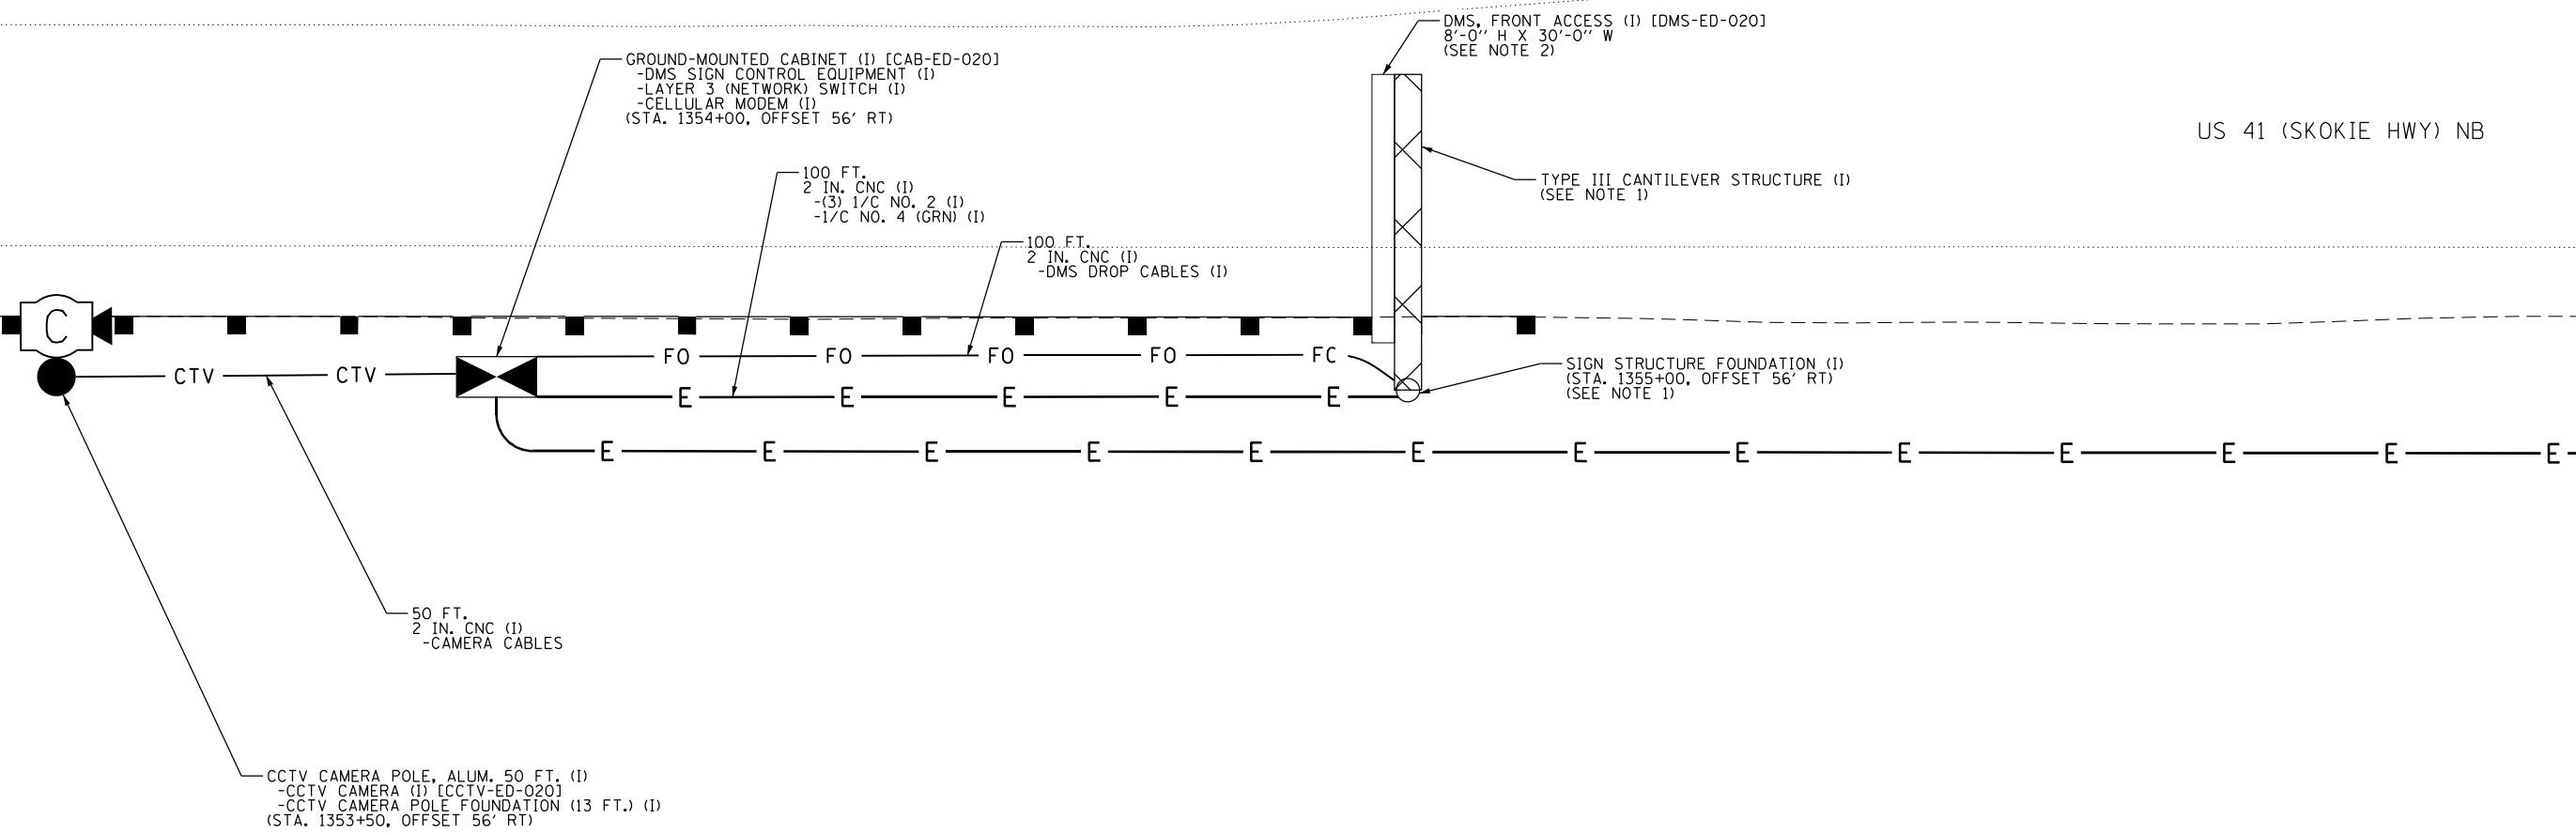 DMS, FRONT ACCESS (I) [DMS-ED-020]
8'-0'' H X 30'-0'' W
(SEE NOTE 2)
GROUND-MOUNTED CABINET (I) [CAB-ED-020]
-DMS SIGN CONTROL EQUIPMENT (I)
-LAYER 3 (NETWORK) SWITCH (I)
-CELLULAR MODEM (I)
(STA. 1354+00, OFFSET 56' RT)
US 41 (SKOKIE HWY) NB
100 FT.
2 IN. CNC (I)
-(3) 1/C NO. 2 (I)
-1/C NO. 4 (GRN) (I)
TYPE III CANTILEVER STRUCTURE (I)
(SEE NOTE 1)
100 FT.
2 IN. CNC (I)
-DMS DROP CABLES (I)
C
FO FO FO FO FC
CTV CTV
SIGN STRUCTURE FOUNDATION (I)
(STA. 1355+00, OFFSET 56' RT)
(SEE NOTE 1)
E E E E E
E E E E E E E E E E E E E
50 FT.
2 IN. CNC (I)
-CAMERA CABLES
CCTV CAMERA POLE, ALUM. 50 FT. (I)
-CCTV CAMERA (I) [CCTV-ED-020]
-CCTV CAMERA POLE FOUNDATION (13 FT.) (I)
(STA. 1353+50, OFFSET 56' RT)